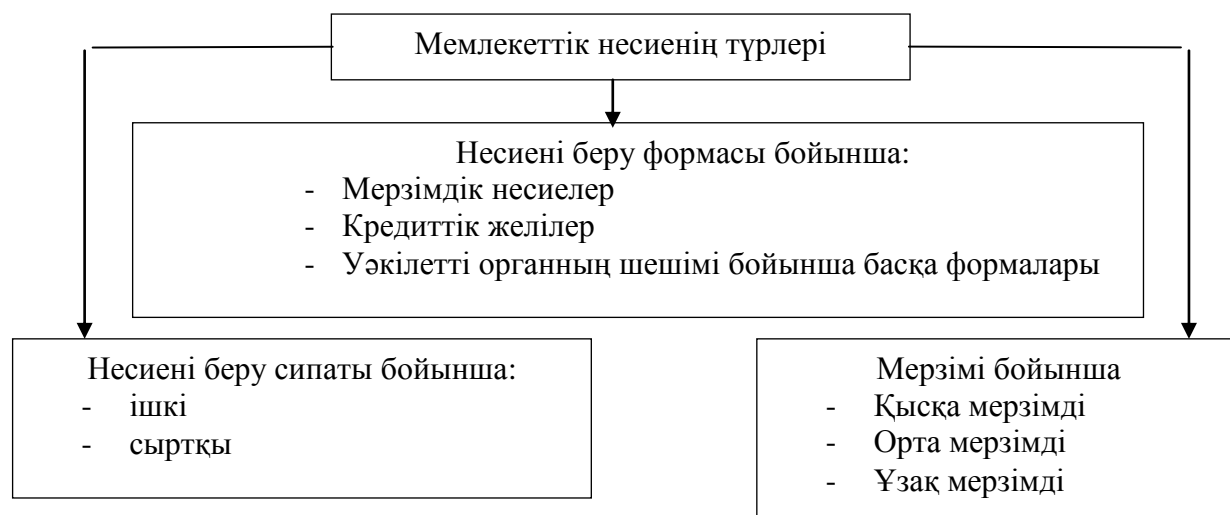 Мемлекеттік несиенің түрлері
Несиені беру формасы бойынша:
- Мерзімдік несиелер
- Кредиттік желілер
- Уәкілетті органның шешімі бойынша басқа формалары
Несиені беру сипаты бойынша:
- ішкі
- сыртқы
Мерзімі бойынша
- Қысқа мерзімді
- Орта мерзімді
- Ұзақ мерзімді